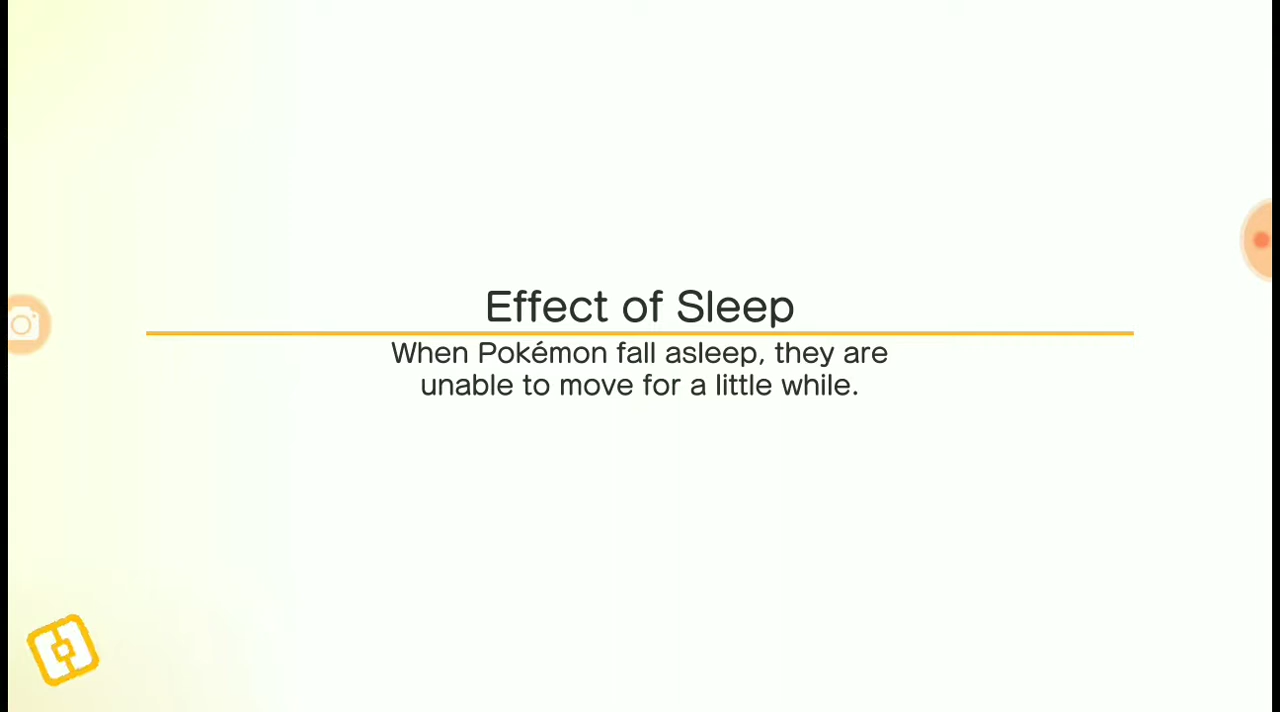 Effect of Sleep
When Pokémon fall asleep, they are
unable to move for a little while.